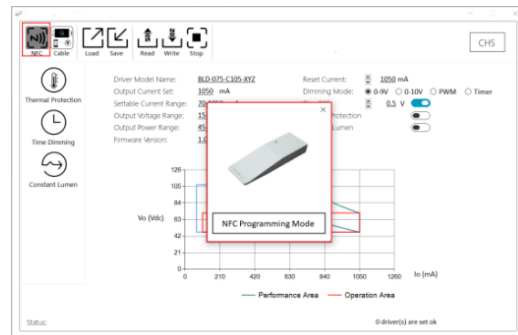 CHS
NFC Cable Load Save Read Write Stop
Thermal Protection
Time Dimming
Constant Lumen
Driver Model Name: BLD-075-C105-XYZ Reset Current: 1050 mA
Output Current Set: 1050 mA Dimming Mode: 0-9V 0-10V PWM Timer
Settable Current Range: 0.5 V
Output Voltage Range: 15 Protection
Output Power Range: 45 Lumen
Firmware Version: 1.0
×
NFC Programming Mode
126
105
84
63
42
21
0
Vo (Vdc)
0 210 420 630 840 1050 1260 Io (mA)
Performance Area Operation Area
Status: 0 driver(s) are set ok